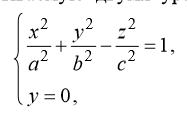 x²/a² + y²/b² − z²/c² = 1,
y = 0,